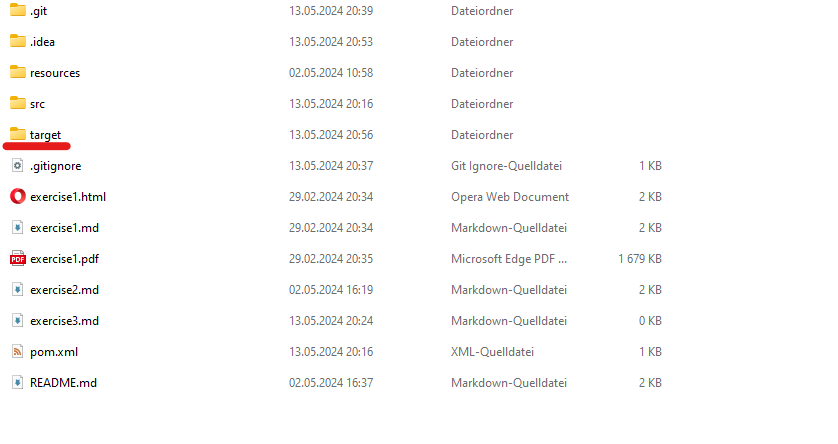 .git 13.05.2024 20:39 Dateiordner
.idea 13.05.2024 20:53 Dateiordner
resources 02.05.2024 10:58 Dateiordner
src 13.05.2024 20:16 Dateiordner
target 13.05.2024 20:56 Dateiordner
.gitignore 13.05.2024 20:37 Git Ignore-Quelldatei 1 KB
exercise1.html 29.02.2024 20:34 Opera Web Document 2 KB
exercise1.md 29.02.2024 20:34 Markdown-Quelldatei 2 KB
PDF exercise1.pdf 29.02.2024 20:35 Microsoft Edge PDF ... 1 679 KB
exercise2.md 02.05.2024 16:19 Markdown-Quelldatei 2 KB
exercise3.md 13.05.2024 20:24 Markdown-Quelldatei 0 KB
pom.xml 13.05.2024 20:16 XML-Quelldatei 1 KB
README.md 02.05.2024 16:37 Markdown-Quelldatei 2 KB